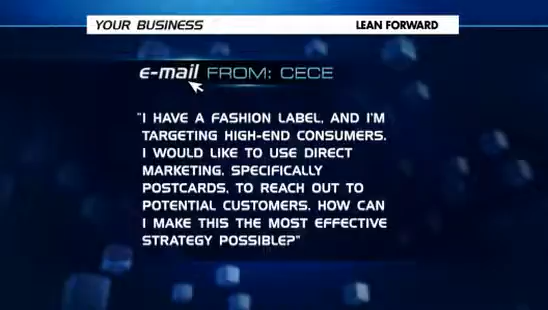 YOUR BUSINESS
LEAN FORWARD
e-mail FROM: CECE
"I HAVE A FASHION LABEL, AND I'M
TARGETING HIGH-END CONSUMERS.
I WOULD LIKE TO USE DIRECT
MARKETING, SPECIFICALLY
POSTCARDS, TO REACH OUT TO
POTENTIAL CUSTOMERS. HOW CAN
I MAKE THIS THE MOST EFFECTIVE
STRATEGY POSSIBLE?"